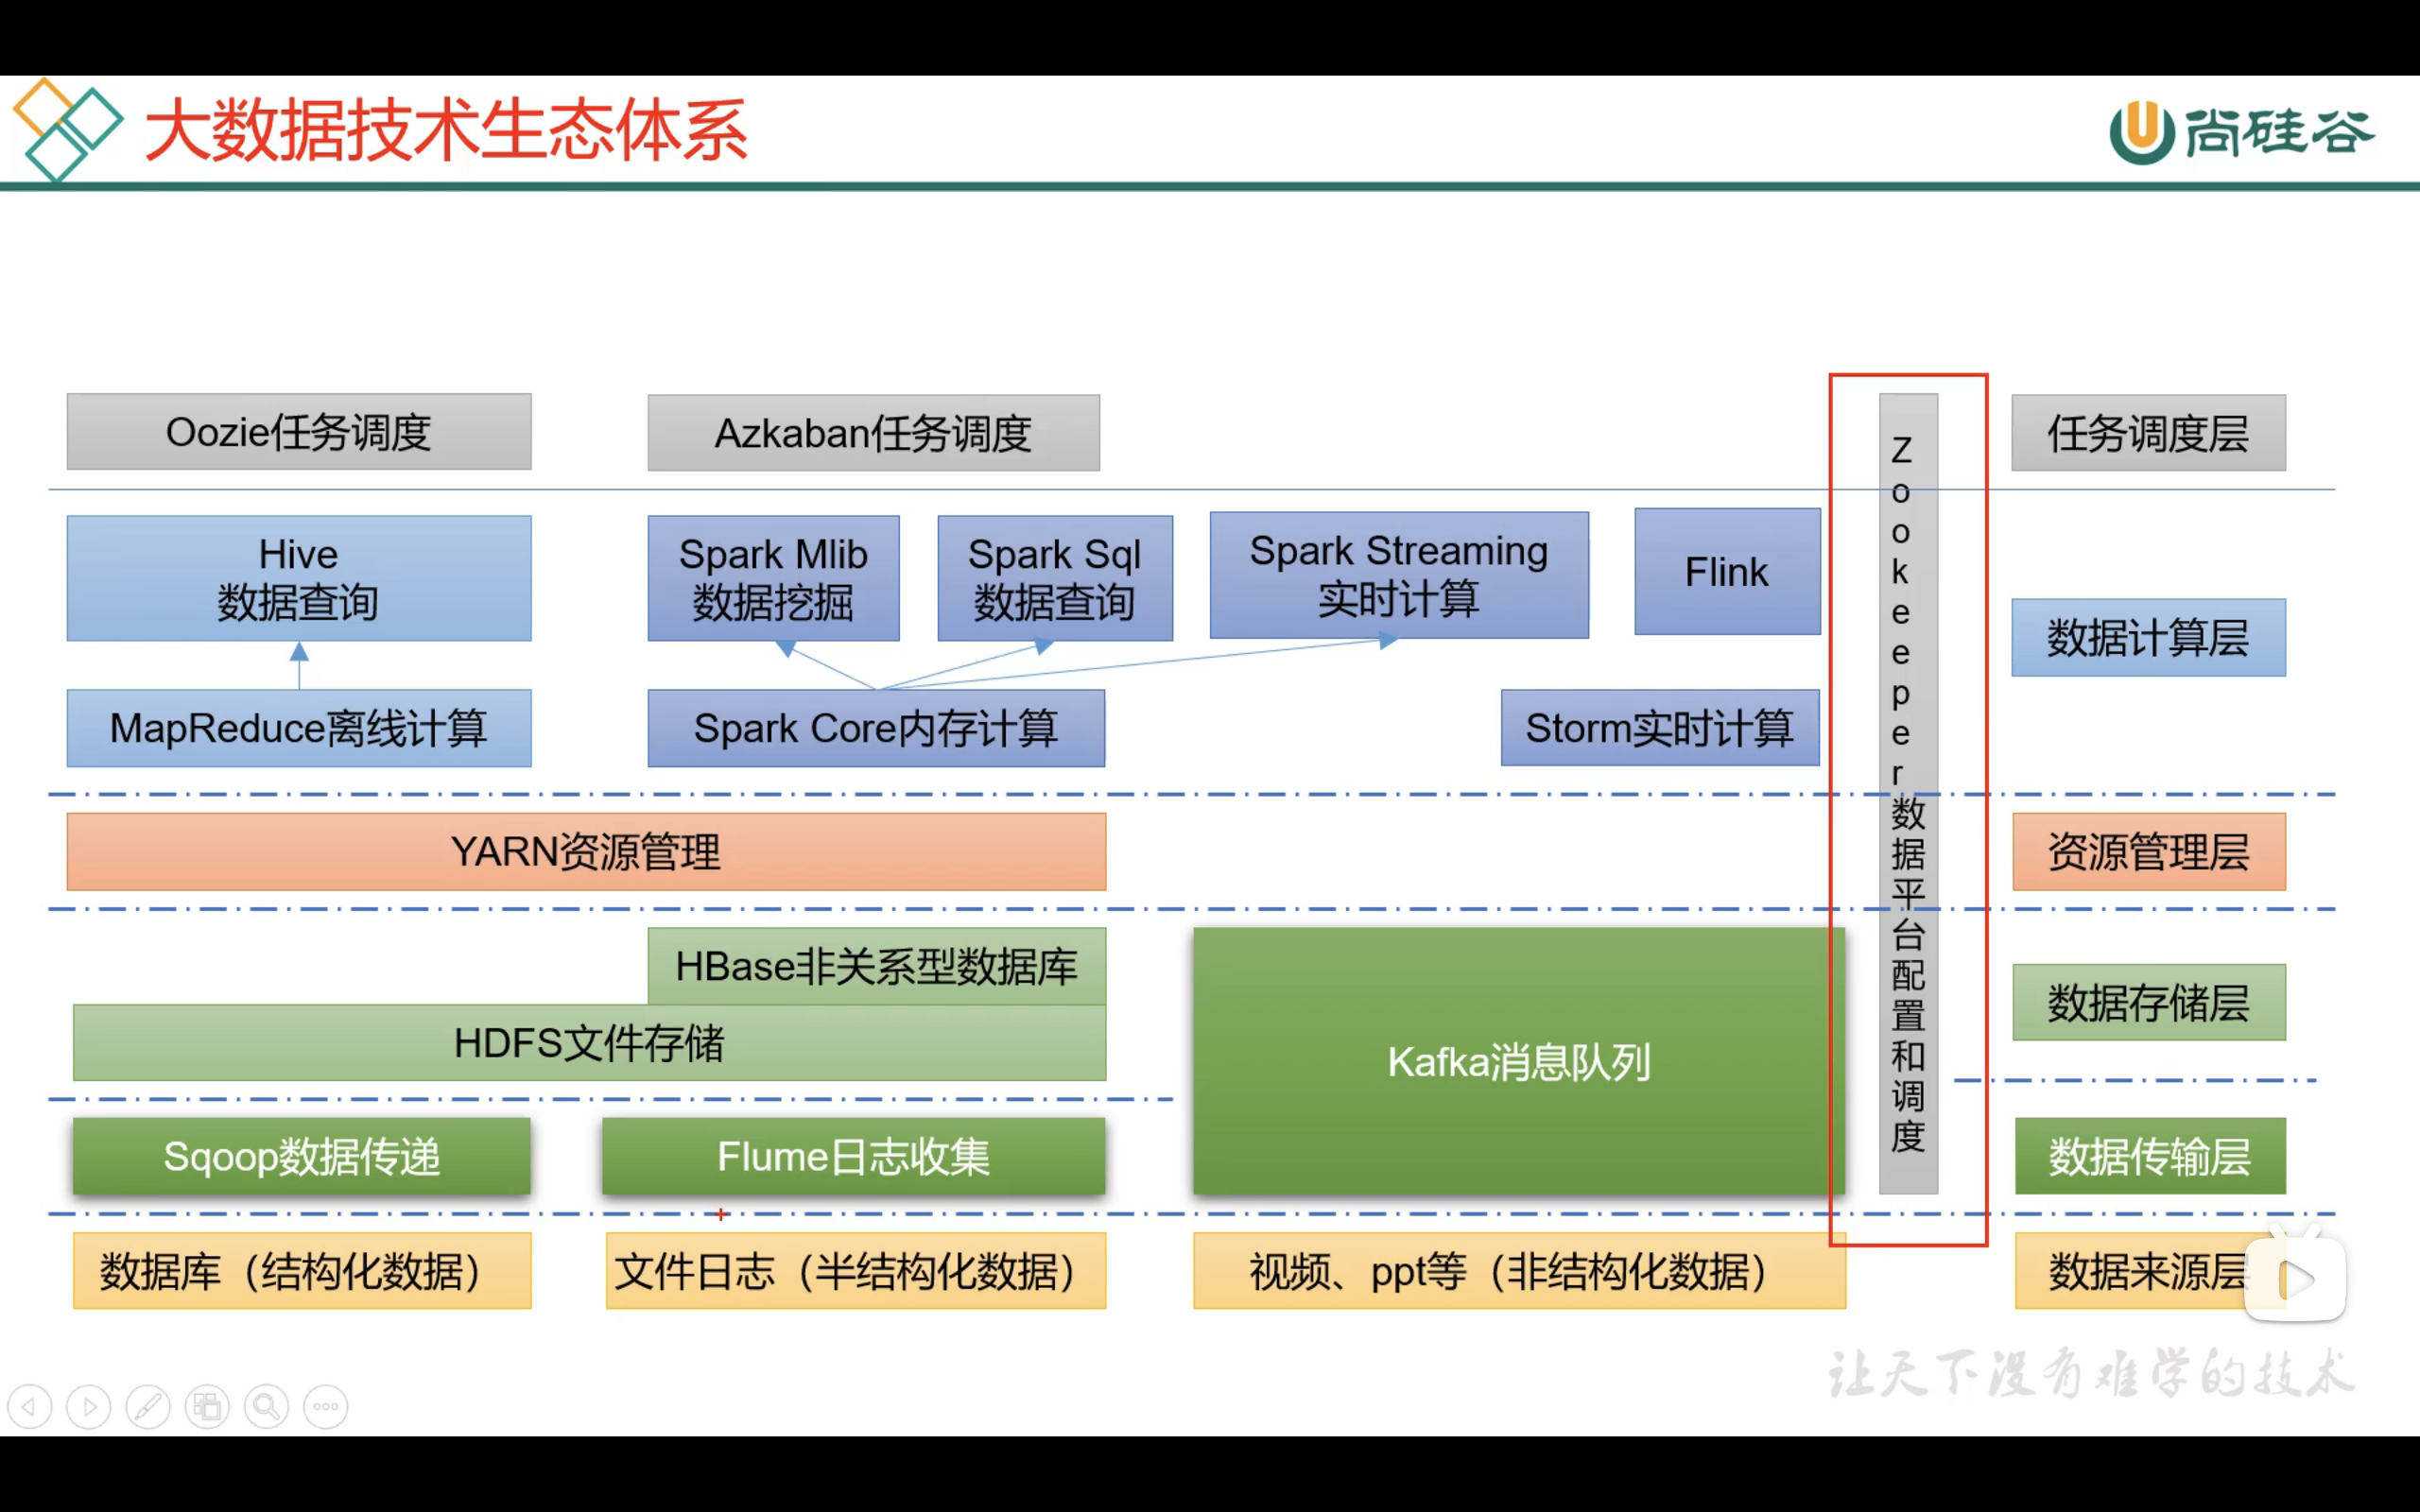 大数据技术生态体系
尚硅谷
Oozie任务调度
Azkaban任务调度
任务调度层
Hive
数据查询
Spark Mlib
数据挖掘
Spark Sql
数据查询
Spark Streaming
实时计算
Flink
数据计算层
MapReduce离线计算
Spark Core内存计算
Storm实时计算
Zookeeper数据平台配置和调度
YARN资源管理
资源管理层
HBase非关系型数据库
HDFS文件存储
Kafka消息队列
数据存储层
Sqoop数据传递
Flume日志收集
数据传输层
数据库（结构化数据）
文件日志（半结构化数据）
视频、ppt等（非结构化数据）
数据来源层
让天下没有难学的技术